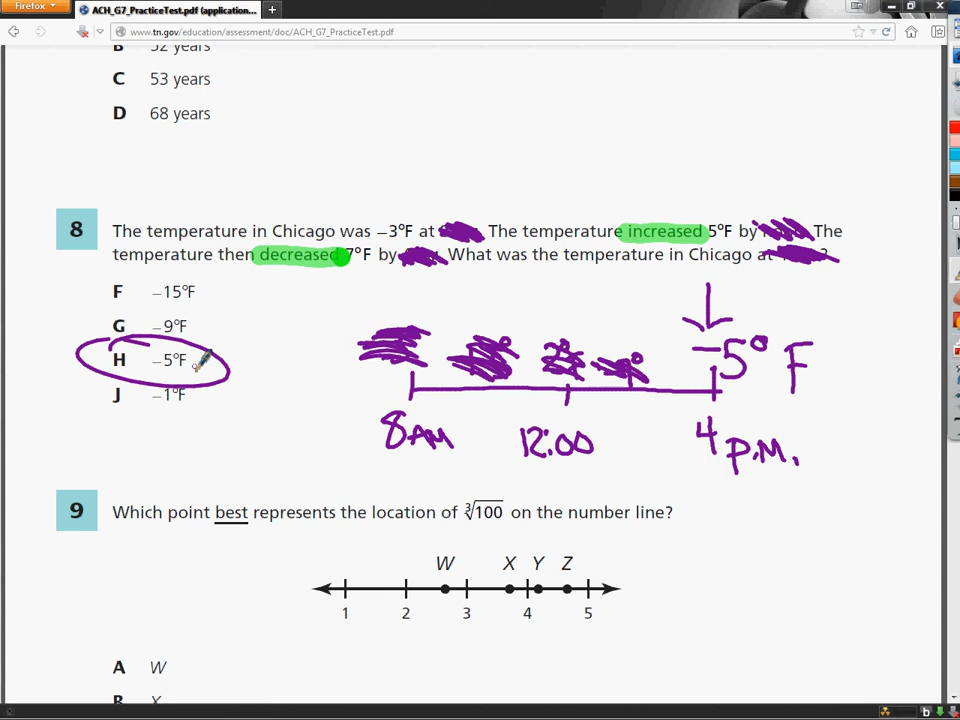 Firefox
ACH_G7_PracticeTest.pdf (application...
www.tn.gov/education/assessment/doc/ACH_G7_PracticeTest.pdf
B 52 years
C 53 years
D 68 years
8 The temperature in Chicago was −3°F at The temperature increased 5°F by The
temperature then decreased 7°F by What was the temperature in Chicago at ?
F −15°F
G −9°F
H −5°F
J −1°F
−5° F
8AM 12:00 4 P.M.
9 Which point best represents the location of ∛100 on the number line?
W X Y Z
1 2 3 4 5
A W
B X